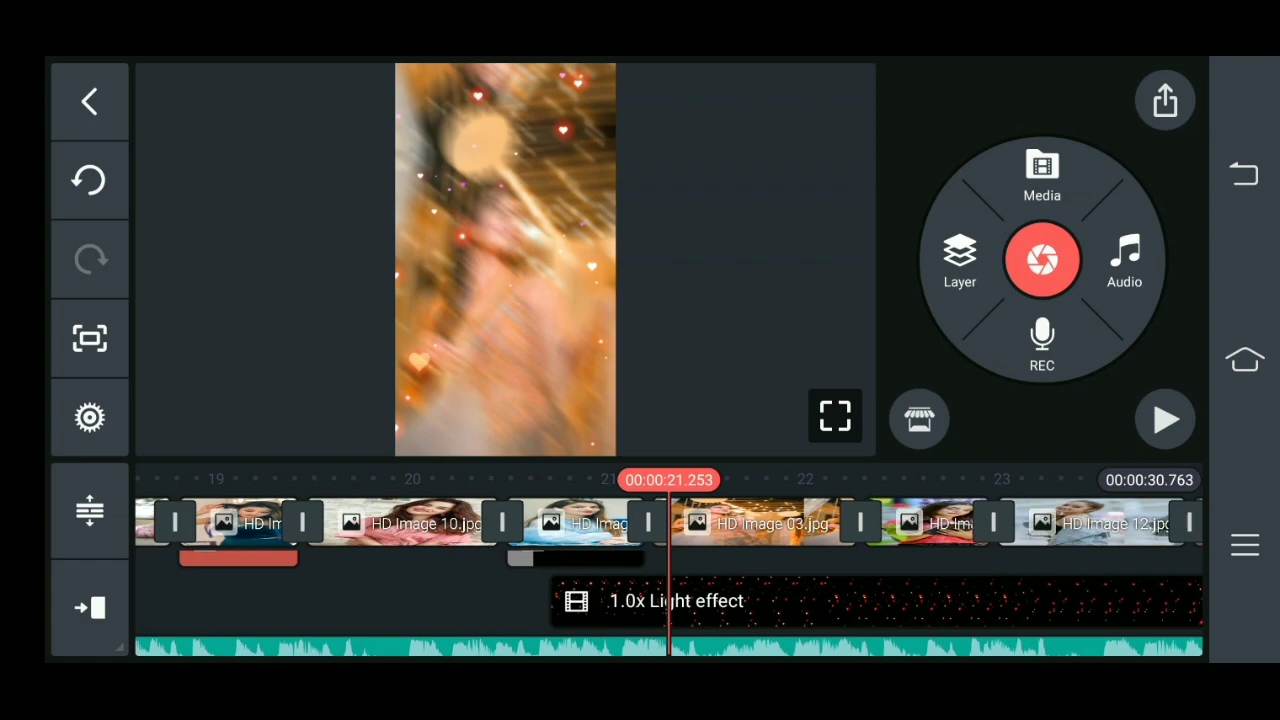 Media
Layer
Audio
REC
19
20
21
00:00:21.253
22
23
00:00:30.763
HD Im
HD Image 10.jpg
HD Imag
HD Image 03.jpg
HD Ima
HD Image 12.jpg
1.0x Light effect